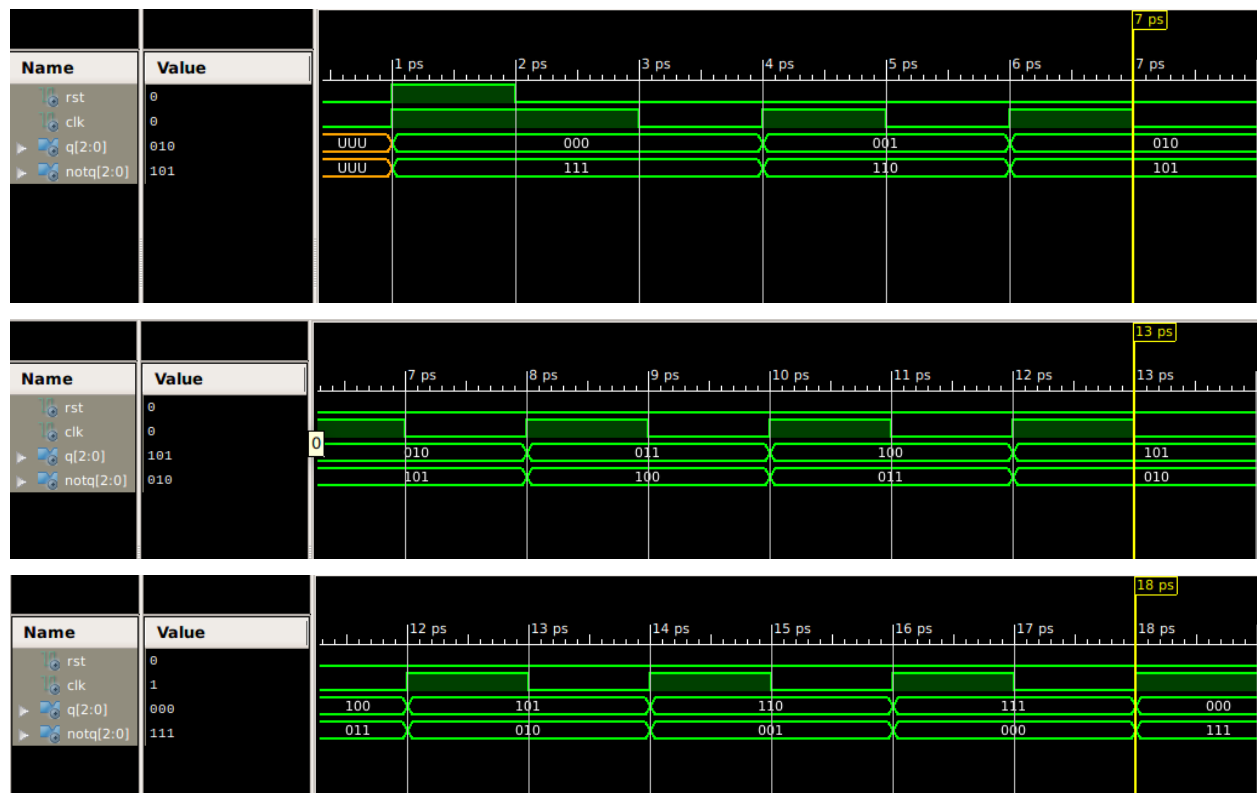 7 ps
Name Value 1 ps 2 ps 3 ps 4 ps 5 ps 6 ps 7 ps
rst 0
clk 0
q[2:0] 010 UUU 000 001 010
notq[2:0] 101 UUU 111 110 101
13 ps
Name Value 7 ps 8 ps 9 ps 10 ps 11 ps 12 ps 13 ps
rst 0
clk 0
0
q[2:0] 101 010 011 100 101
notq[2:0] 010 101 100 011 010
18 ps
Name Value 12 ps 13 ps 14 ps 15 ps 16 ps 17 ps 18 ps
rst 0
clk 1
q[2:0] 000 100 101 110 111 000
notq[2:0] 111 011 010 001 000 111